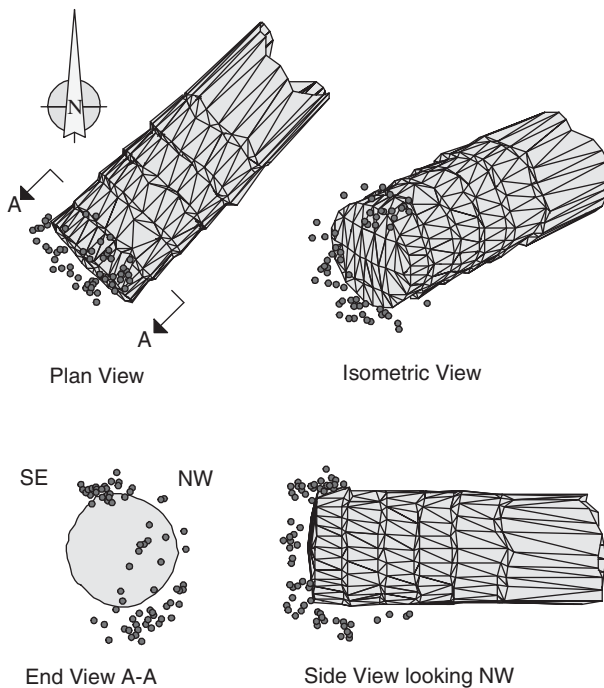 N
A
A
Plan View
Isometric View
SE
NW
End View A-A
Side View looking NW